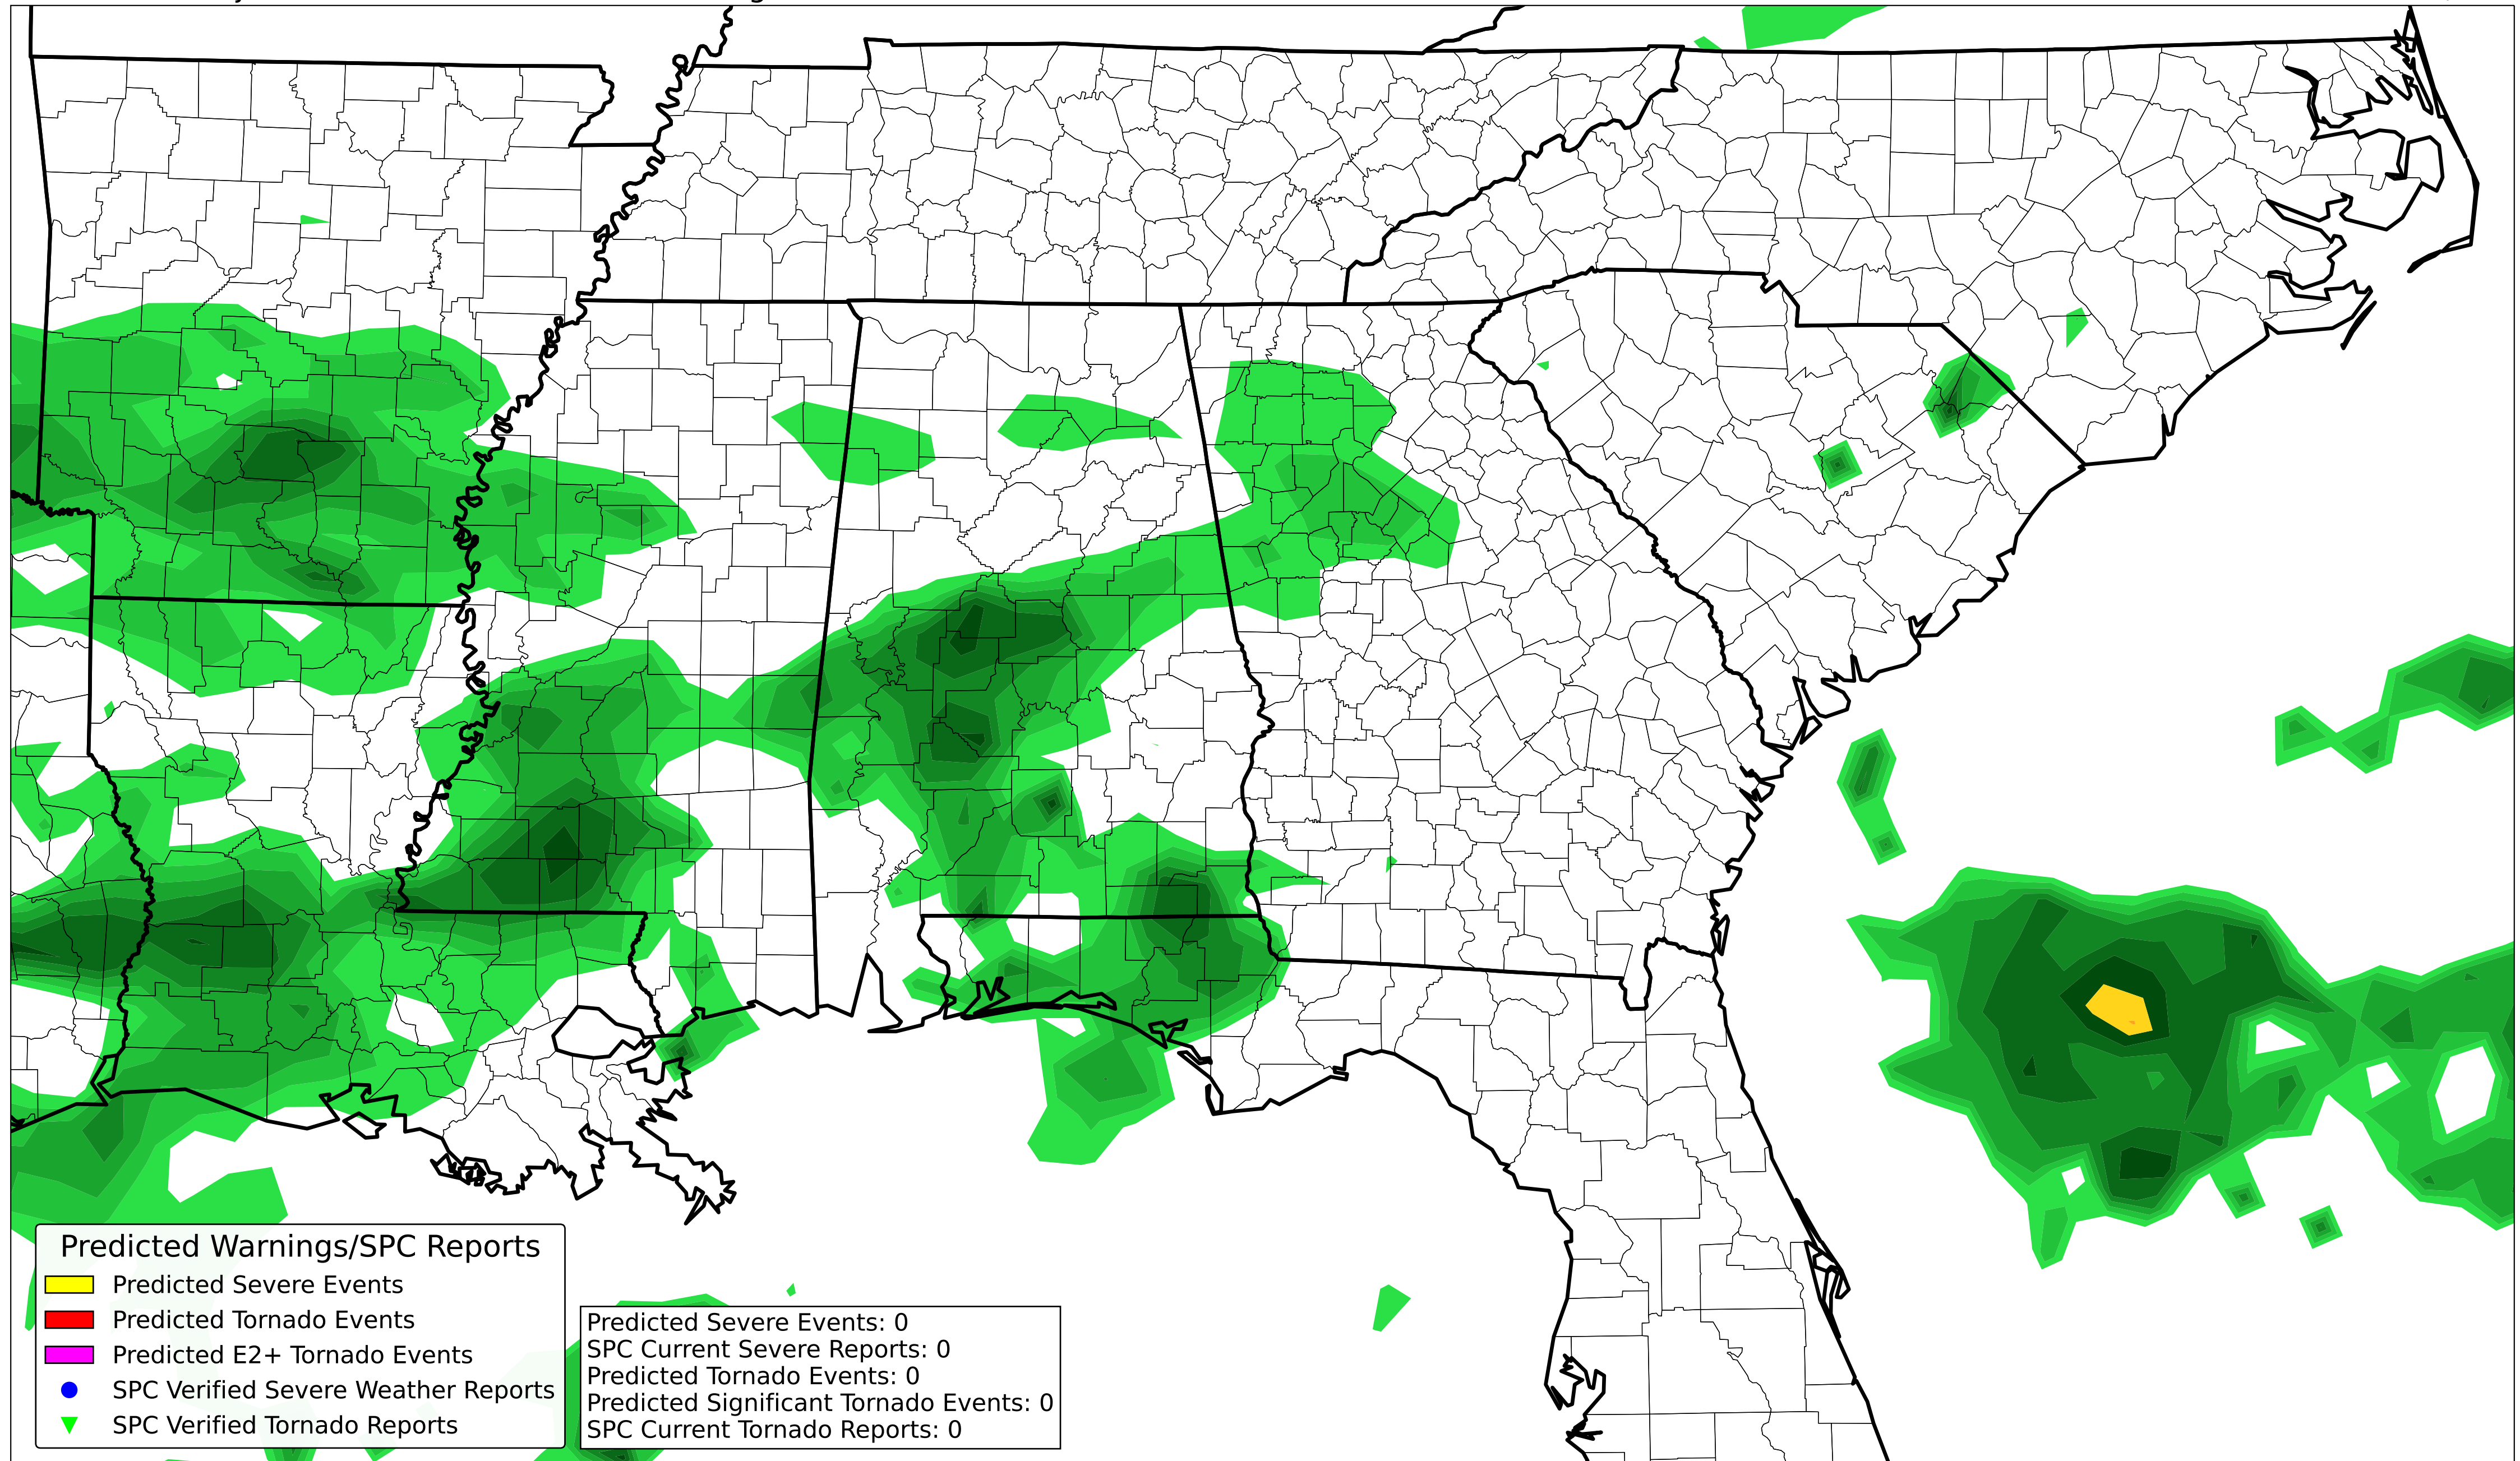 Predicted Warnings/SPC Reports
Predicted Severe Events
Predicted Tornado Events
Predicted E2+ Tornado Events
SPC Verified Severe Weather Reports
SPC Verified Tornado Reports
Predicted Severe Events: 0
SPC Current Severe Reports: 0
Predicted Tornado Events: 0
Predicted Significant Tornado Events: 0
SPC Current Tornado Reports: 0